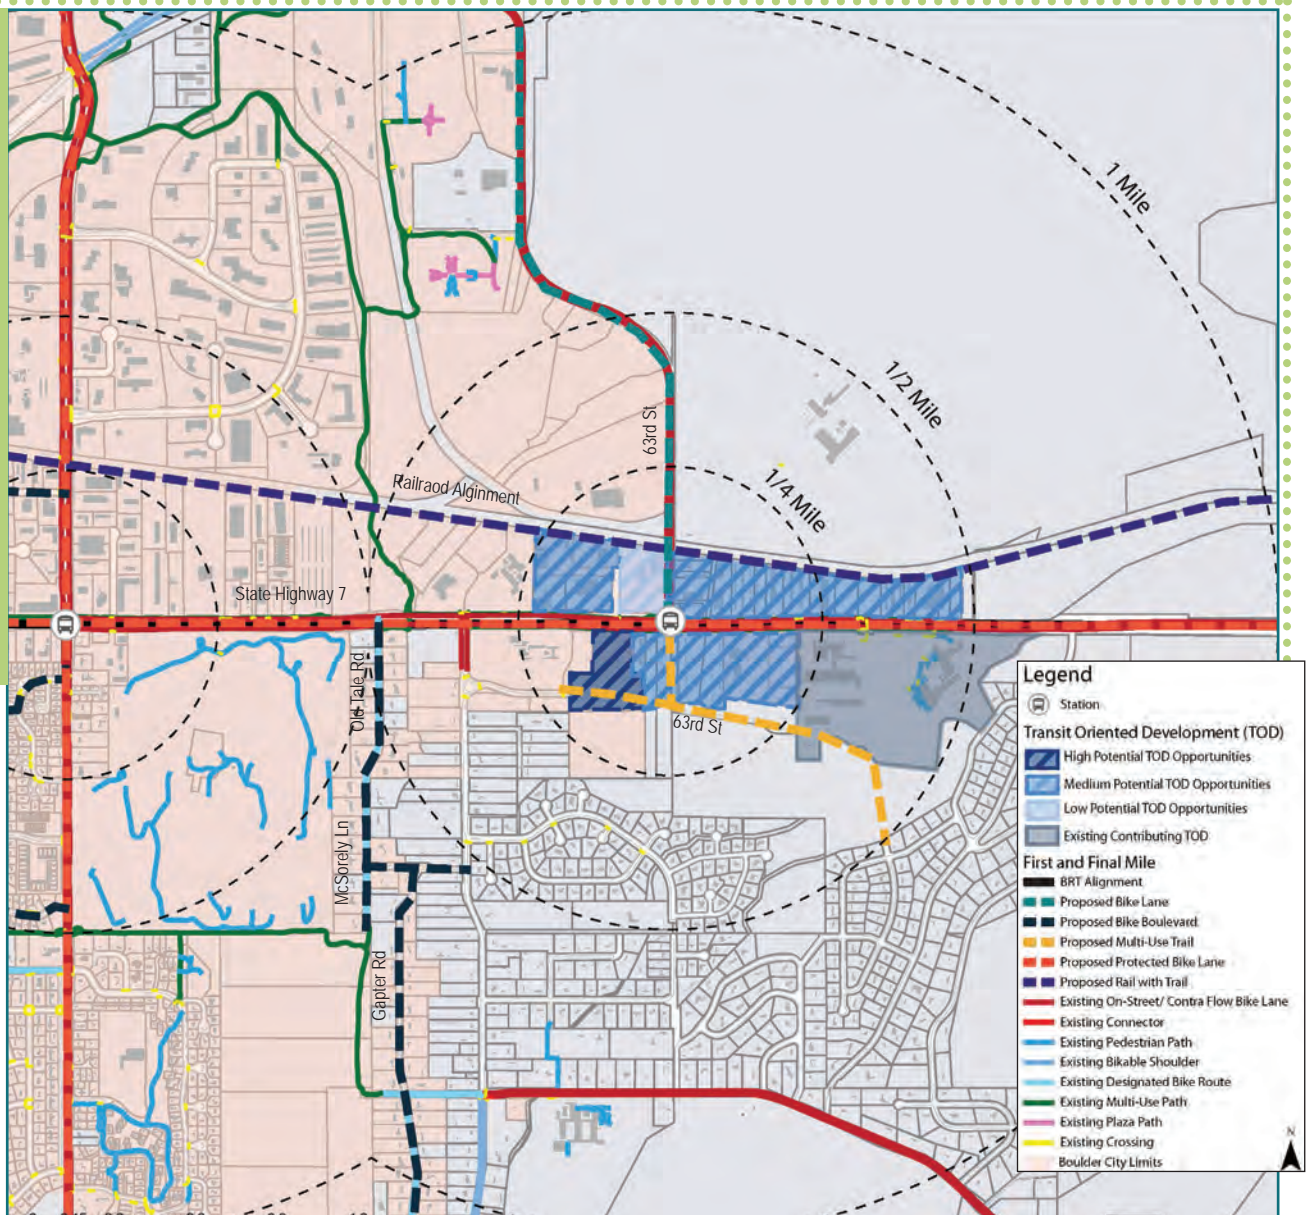 1 Mile
1/2 Mile
63rd St
1/4 Mile
Railraod Alginment
State Highway 7
Old Tale Rd
63rd St
McSorely Ln
Gapter Rd
Legend
Station
Transit Oriented Development (TOD)
High Potential TOD Opportunities
Medium Potential TOD Opportunities
Low Potential TOD Opportunities
Existing Contributing TOD
First and Final Mile
BRT Alignment
Proposed Bike Lane
Proposed Bike Boulevard
Proposed Multi-Use Trail
Proposed Protected Bike Lane
Proposed Rail with Trail
Existing On-Street/ Contra Flow Bike Lane
Existing Connector
Existing Pedestrian Path
Existing Bikable Shoulder
Existing Designated Bike Route
Existing Multi-Use Path
Existing Plaza Path
Existing Crossing
Boulder City Limits
N